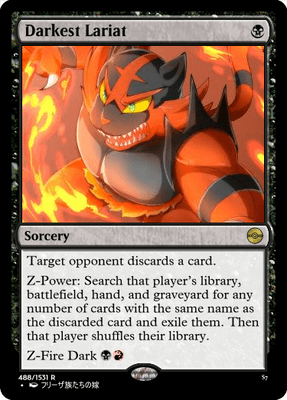 Darkest Lariat
Sorcery
Target opponent discards a card.
Z-Power: Search that player's library,
battlefield, hand, and graveyard for any
number of cards with the same name as
the discarded card and exile them. Then
that player shuffles their library.
Z-Fire Dark
488/1531 R
フリーザ族たちの嫁